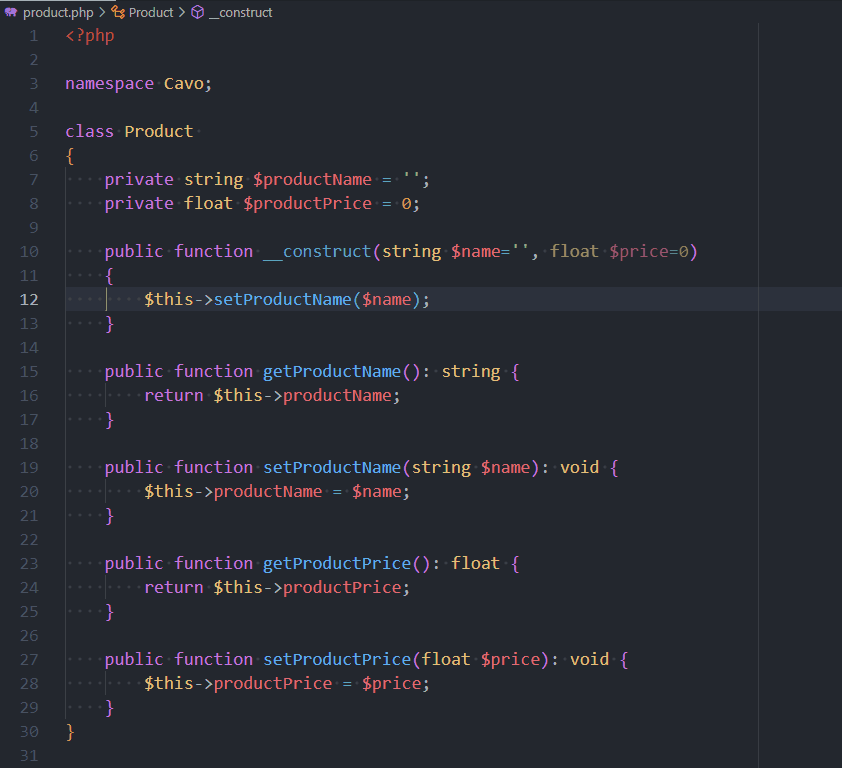 product.php > Product > __construct
1 <?php
2
3 namespace Cavo;
4
5 class Product
6 {
7     private string $productName = '';
8     private float $productPrice = 0;
9
10     public function __construct(string $name='', float $price=0)
11     {
12         $this->setProductName($name);
13     }
14
15     public function getProductName(): string {
16         return $this->productName;
17     }
18
19     public function setProductName(string $name): void {
20         $this->productName = $name;
21     }
22
23     public function getProductPrice(): float {
24         return $this->productPrice;
25     }
26
27     public function setProductPrice(float $price): void {
28         $this->productPrice = $price;
29     }
30 }
31